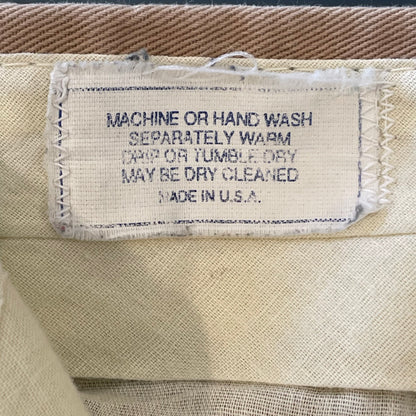 MACHINE OR HAND WASH
SEPARATELY WARM
DRIP OR TUMBLE DRY
MAY BE DRY CLEANED
MADE IN U.S.A.